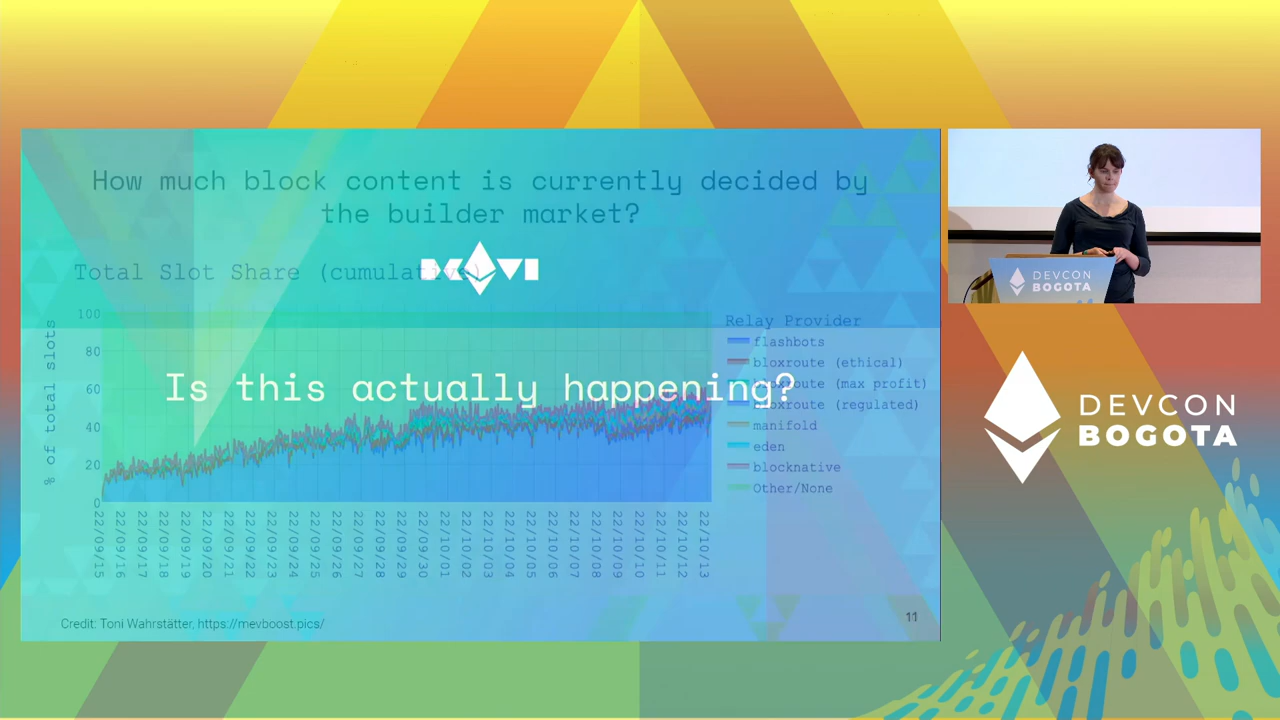 How much block content is currently decided by
the builder market?
Total Slot Share (cumulative)
% of total slots
100
80
60
40
20
0
Is this actually happening?
Relay Provider
flashbots
bloxroute (ethical)
bloxroute (max profit)
bloxroute (regulated)
manifold
eden
blocknative
Other/None
22/09/15
22/09/16
22/09/17
22/09/18
22/09/19
22/09/20
22/09/21
22/09/22
22/09/23
22/09/24
22/09/25
22/09/26
22/09/27
22/09/28
22/09/29
22/09/30
22/10/01
22/10/02
22/10/03
22/10/04
22/10/05
22/10/06
22/10/07
22/10/08
22/10/09
22/10/10
22/10/11
22/10/12
22/10/13
Credit: Toni Wahrstätter, https://mevboost.pics/
11
DEVCON
BOGOTA
DEVCON
BOGOTA